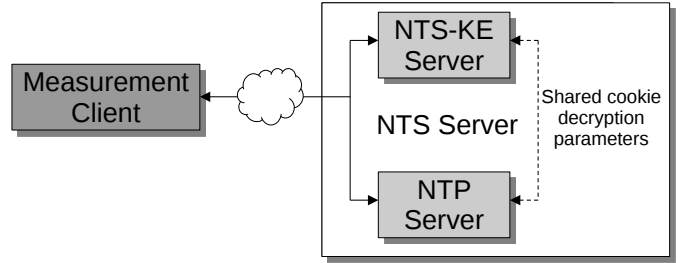 NTS-KE
Server
Measurement
Client
NTS Server
Shared cookie
decryption
parameters
NTP
Server